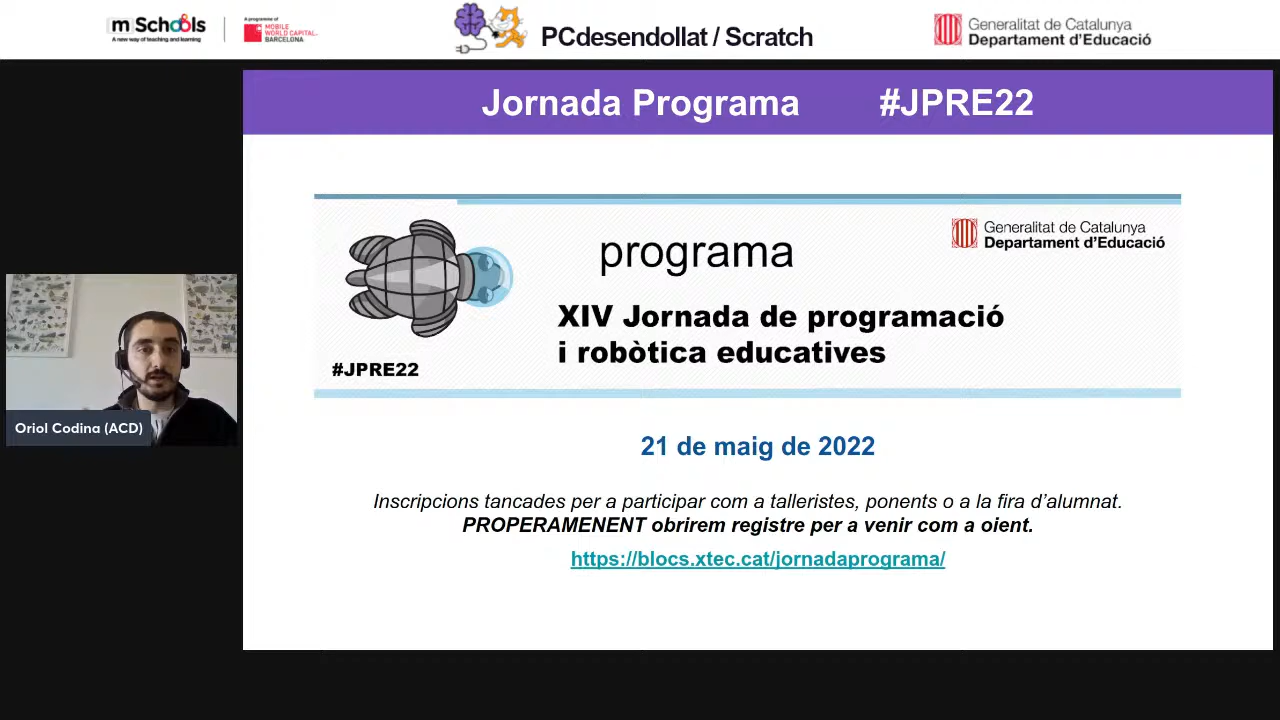 mSchools
A new way of teaching and learning
A programme of
MOBILE
WORLD CAPITAL
BARCELONA
PCdesendollat / Scratch
Generalitat de Catalunya
Departament d'Educació
Jornada Programa #JPRE22
programa
Generalitat de Catalunya
Departament d'Educació
XIV Jornada de programació
i robòtica educatives
#JPRE22
Oriol Codina (ACD)
21 de maig de 2022
Inscripcions tancades per a participar com a talleristes, ponents o a la fira d'alumnat.
PROPERAMENENT obrirem registre per a venir com a oient.
https://blocs.xtec.cat/jornadaprograma/